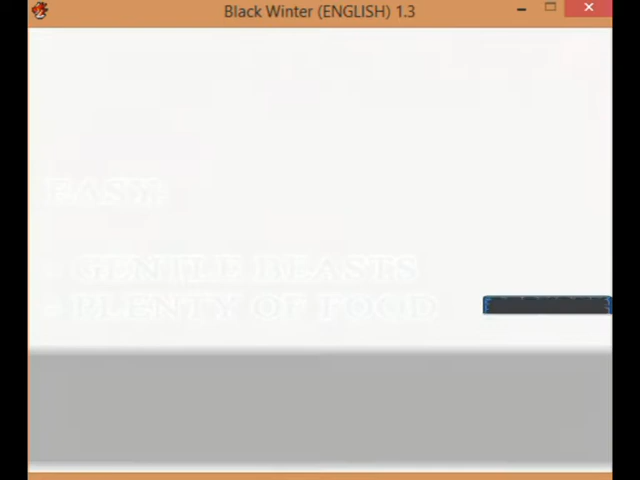 Black Winter (ENGLISH) 1.3
EASY:
- GENTLE BEASTS
- PLENTY OF FOOD